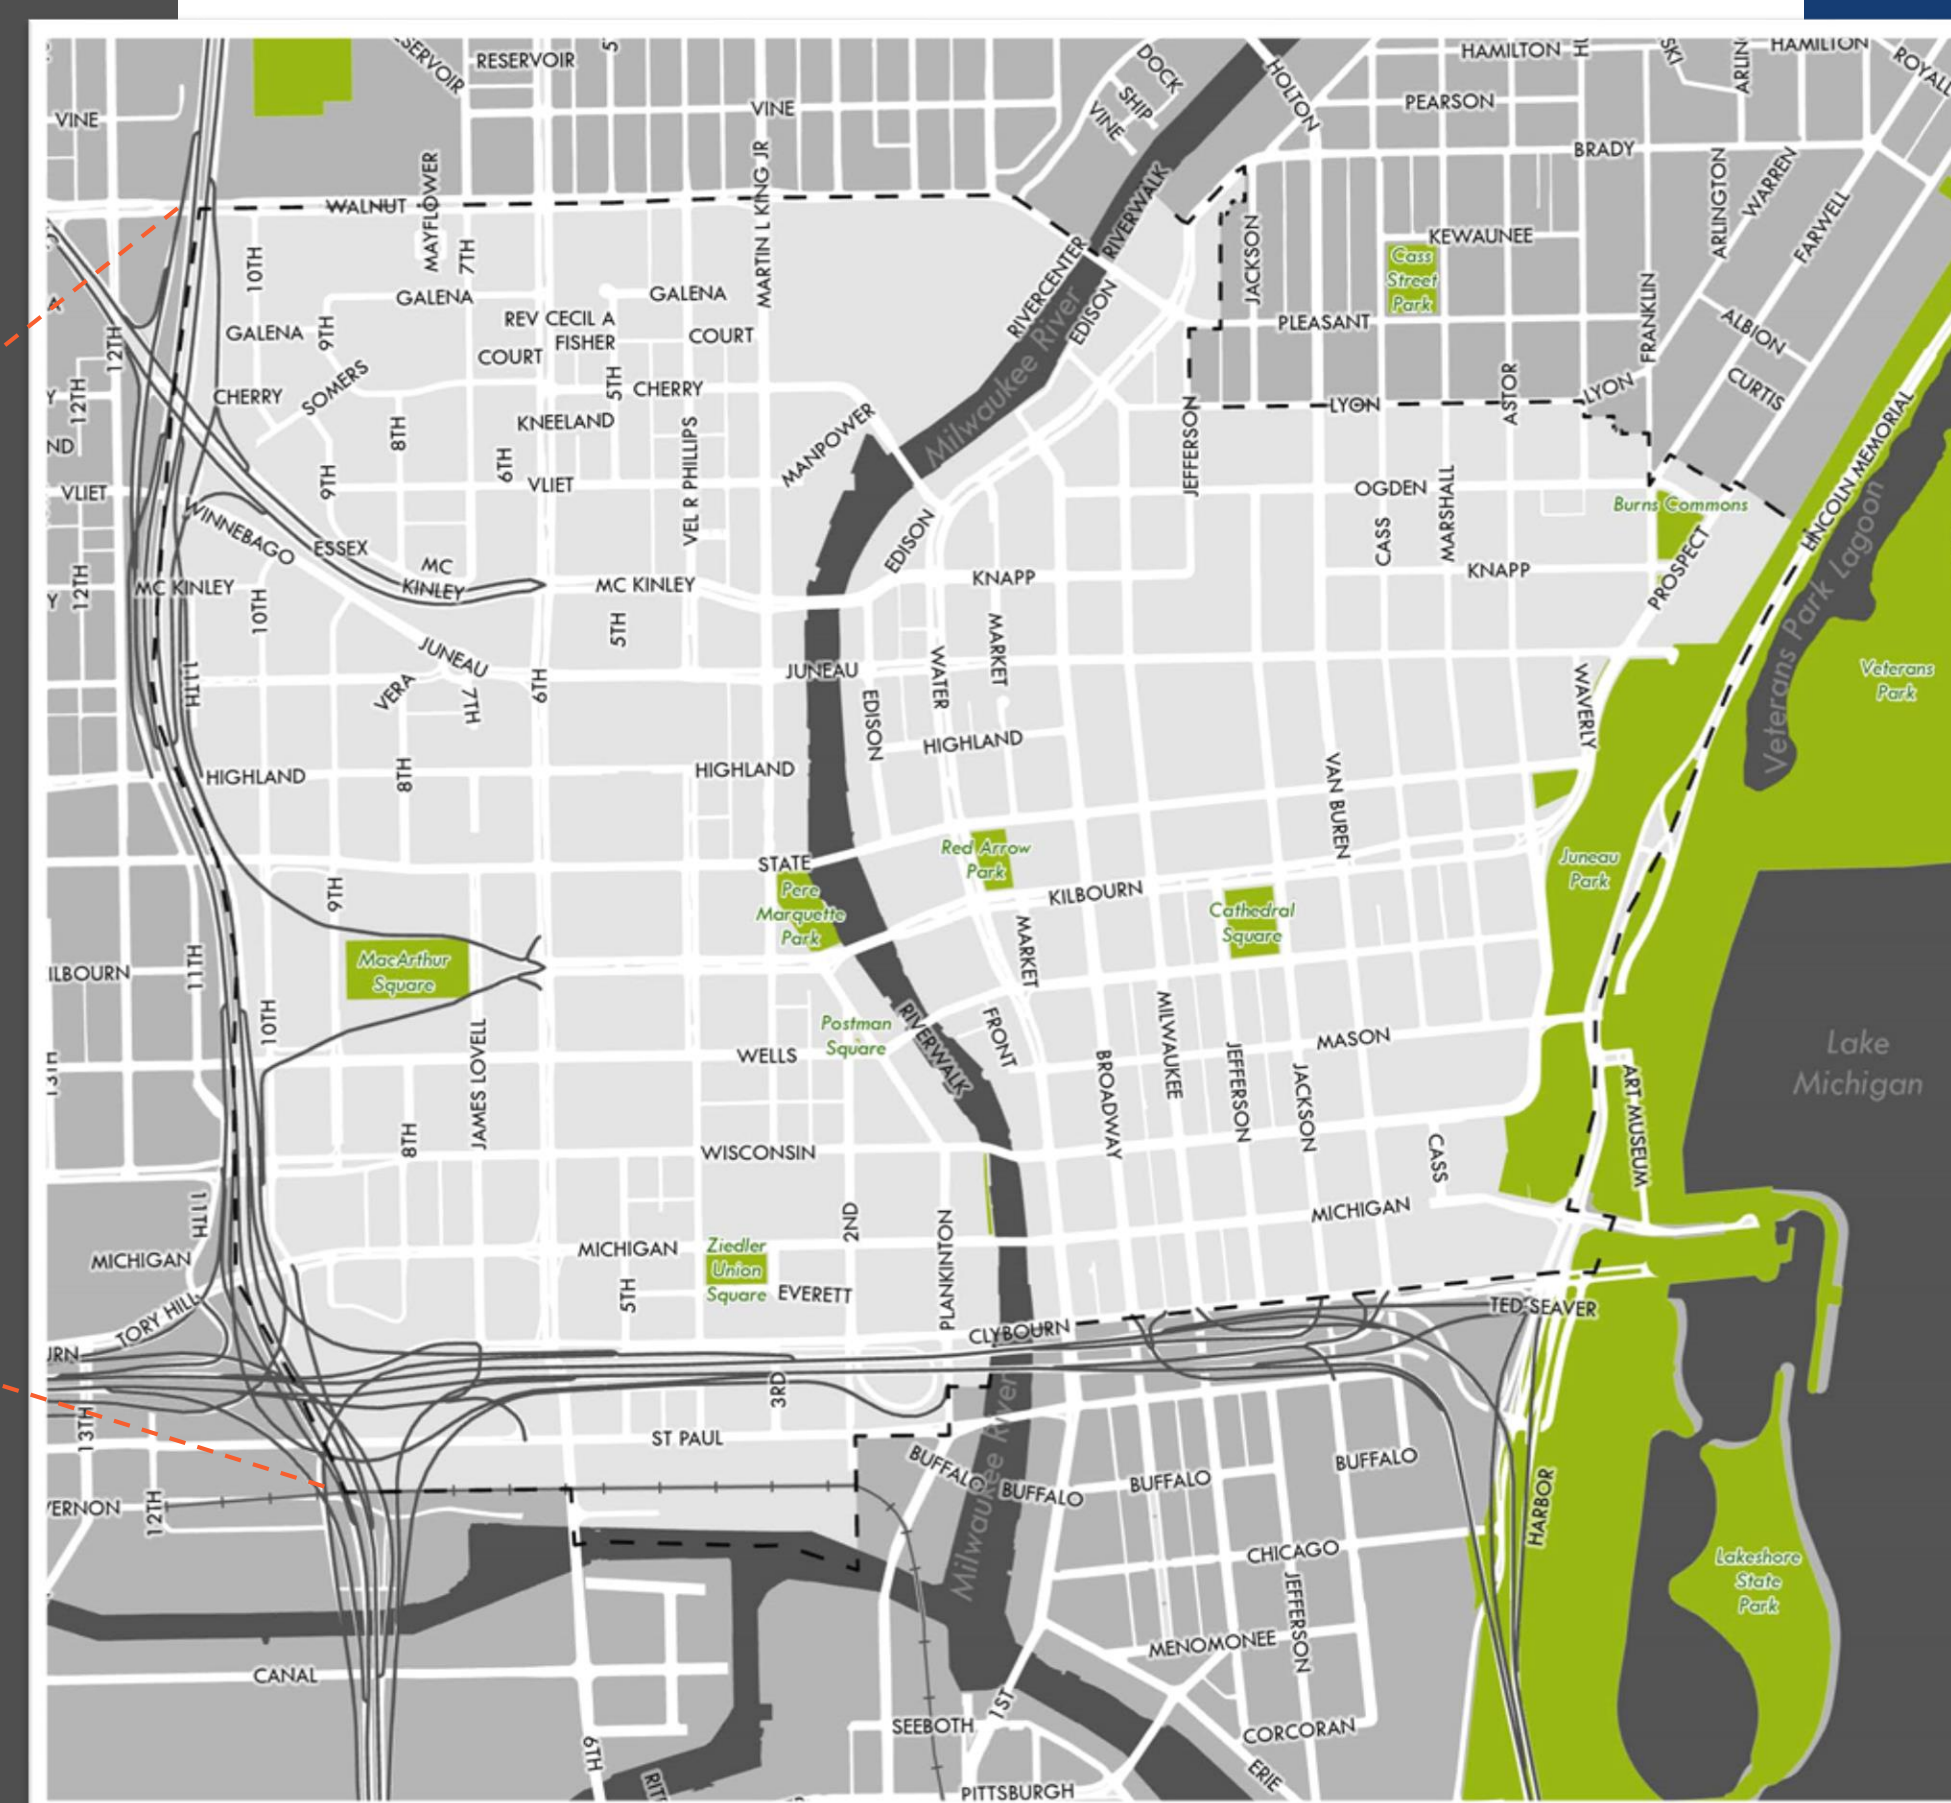 RESERVOIR
HAMILTON
HAMILTON
DOCK
SHIP
VINE
HOLTON
ROYALL
PEARSON
VINE
VINE
BRADY
WALNUT
MAYFLOWER
MARTIN L KING JR
RIVERWALK
ARLINGTON
WARREN
FARWELL
10TH
7TH
RIVERCENTER
EDISON
JACKSON
KEWAUNEE
Cass
Street
Park
GALENA
GALENA
GALENA
9TH
REV CECIL A
FISHER
COURT
COURT
PLEASANT
FRANKLIN
ALBION
CURTIS
12TH
12TH
CHERRY
SOMERS
5TH
CHERRY
Milwaukee River
LYON
LYON
ASTOR
JEFFERSON
8TH
KNEELAND
MANPOWER
LINCOLN MEMORIAL
VLIET
9TH
6TH
VLIET
VEL R PHILLIPS
OGDEN
CASS
MARSHALL
Burns Commons
WINNEBAGO
ESSEX
EDISON
PROSPECT
Veterans Park Lagoon
12TH
MC KINLEY
10TH
MC
KINLEY
MC KINLEY
KNAPP
KNAPP
5TH
MARKET
JUNEAU
JUNEAU
WATER
11TH
VERA
7TH
6TH
EDISON
WAVERLY
Veterans
Park
HIGHLAND
8TH
HIGHLAND
HIGHLAND
VAN BUREN
STATE
Pere
Marquette
Park
Red Arrow
Park
KILBOURN
Juneau
Park
9TH
Cathedral
Square
MARKET
11TH
MacArthur
Square
10TH
Postman
Square
RIVERWALK
FRONT
WELLS
MILWAUKEE
MASON
Lake
Michigan
13TH
JAMES LOVELL
BROADWAY
JEFFERSON
JACKSON
ART MUSEUM
8TH
WISCONSIN
CASS
11TH
2ND
PLANKINTON
MICHIGAN
MICHIGAN
MICHIGAN
Ziedler
Union
Square
5TH
EVERETT
TORY HILL
CLYBOURN
TED SEAVER
3RD
13TH
ST PAUL
Milwaukee River
BUFFALO
BUFFALO
BUFFALO
BUFFALO
12TH
HARBOR
CHICAGO
JEFFERSON
Lakeshore
State
Park
MENOMONEE
CANAL
1ST
SEEBOTH
CORCORAN
6TH
ERIE
PITTSBURGH